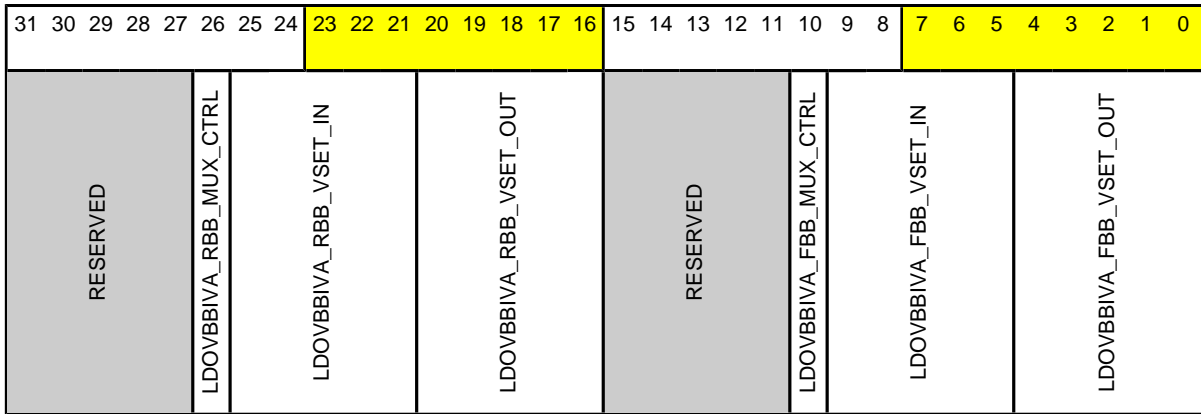 31 30 29 28 27 26 25 24 23 22 21 20 19 18 17 16 15 14 13 12 11 10 9 8 7 6 5 4 3 2 1 0
RESERVED
LDOVBBIVA_RBB_MUX_CTRL
LDOVBBIVA_RBB_VSET_IN
LDOVBBIVA_RBB_VSET_OUT
RESERVED
LDOVBBIVA_FBB_MUX_CTRL
LDOVBBIVA_FBB_VSET_IN
LDOVBBIVA_FBB_VSET_OUT